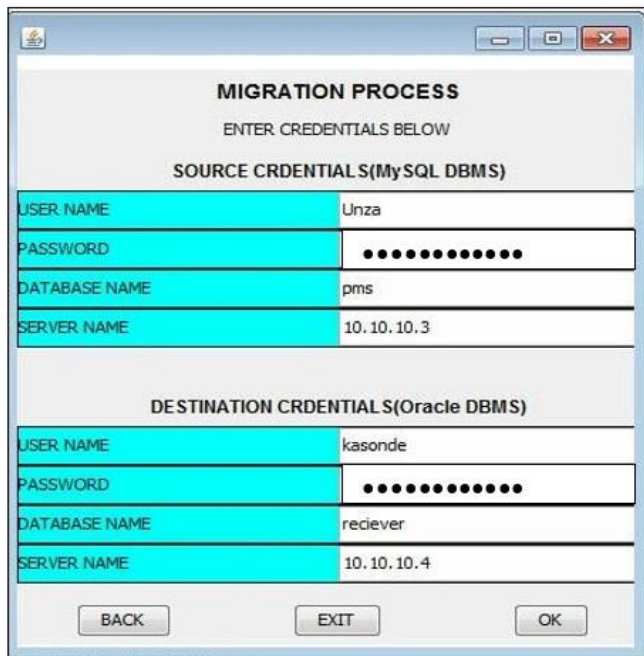 MIGRATION PROCESS
ENTER CREDENTIALS BELOW
SOURCE CRDENTIALS(MySQL DBMS)
USER NAME Unza
PASSWORD ●●●●●●●●●●●●
DATABASE NAME pms
SERVER NAME 10.10.10.3
DESTINATION CRDENTIALS(Oracle DBMS)
USER NAME kasonde
PASSWORD ●●●●●●●●●●●●
DATABASE NAME reciever
SERVER NAME 10.10.10.4
BACK EXIT OK